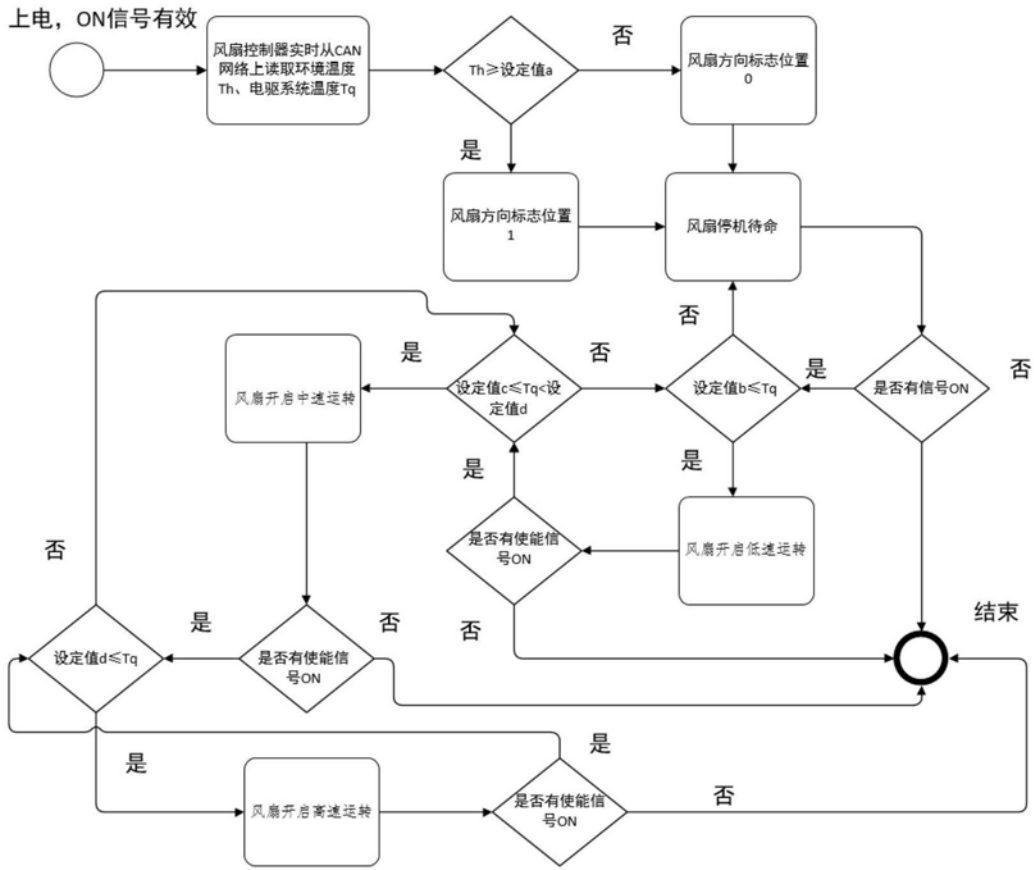 上电，ON信号有效
风扇控制器实时从CAN
网络上读取环境温度
Th、电驱系统温度Tq
Th≥设定值a
否
风扇方向标志位置
0
是
风扇方向标志位置
1
风扇停机待命
否
是
设定值c≤Tq<设
定值d
否
设定值b≤Tq
是
是否有信号ON
否
风扇开启中速运转
是
是
是否有使能信
号ON
风扇开启低速运转
否
设定值d≤Tq
是
是否有使能信
号ON
否
否
结束
是
风扇开启高速运转
是否有使能信
号ON
是
否